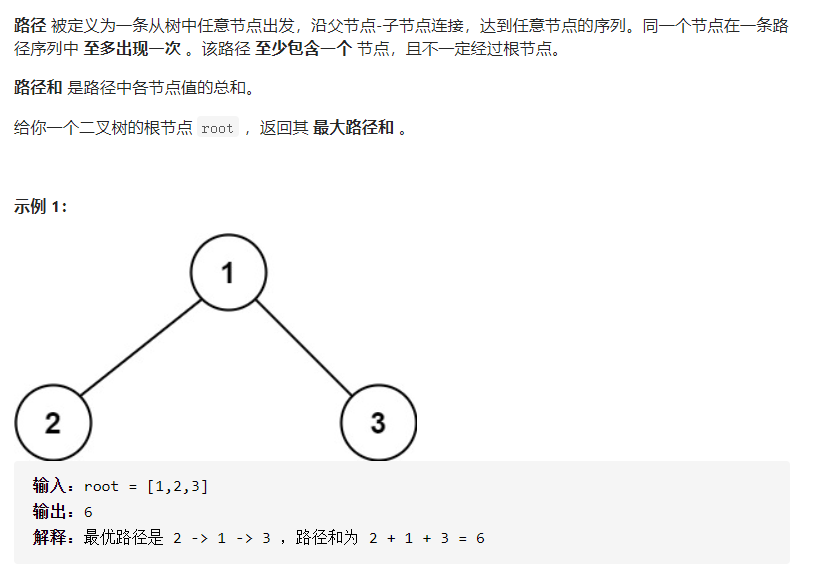 路径 被定义为一条从树中任意节点出发，沿父节点-子节点连接，达到任意节点的序列。同一个节点在一条路
径序列中 至多出现一次 。该路径 至少包含一个 节点，且不一定经过根节点。
路径和 是路径中各节点值的总和。
给你一个二叉树的根节点 root ，返回其 最大路径和 。
示例 1：
1
2
3
输入：root = [1,2,3]
输出：6
解释：最优路径是 2 -> 1 -> 3 ，路径和为 2 + 1 + 3 = 6